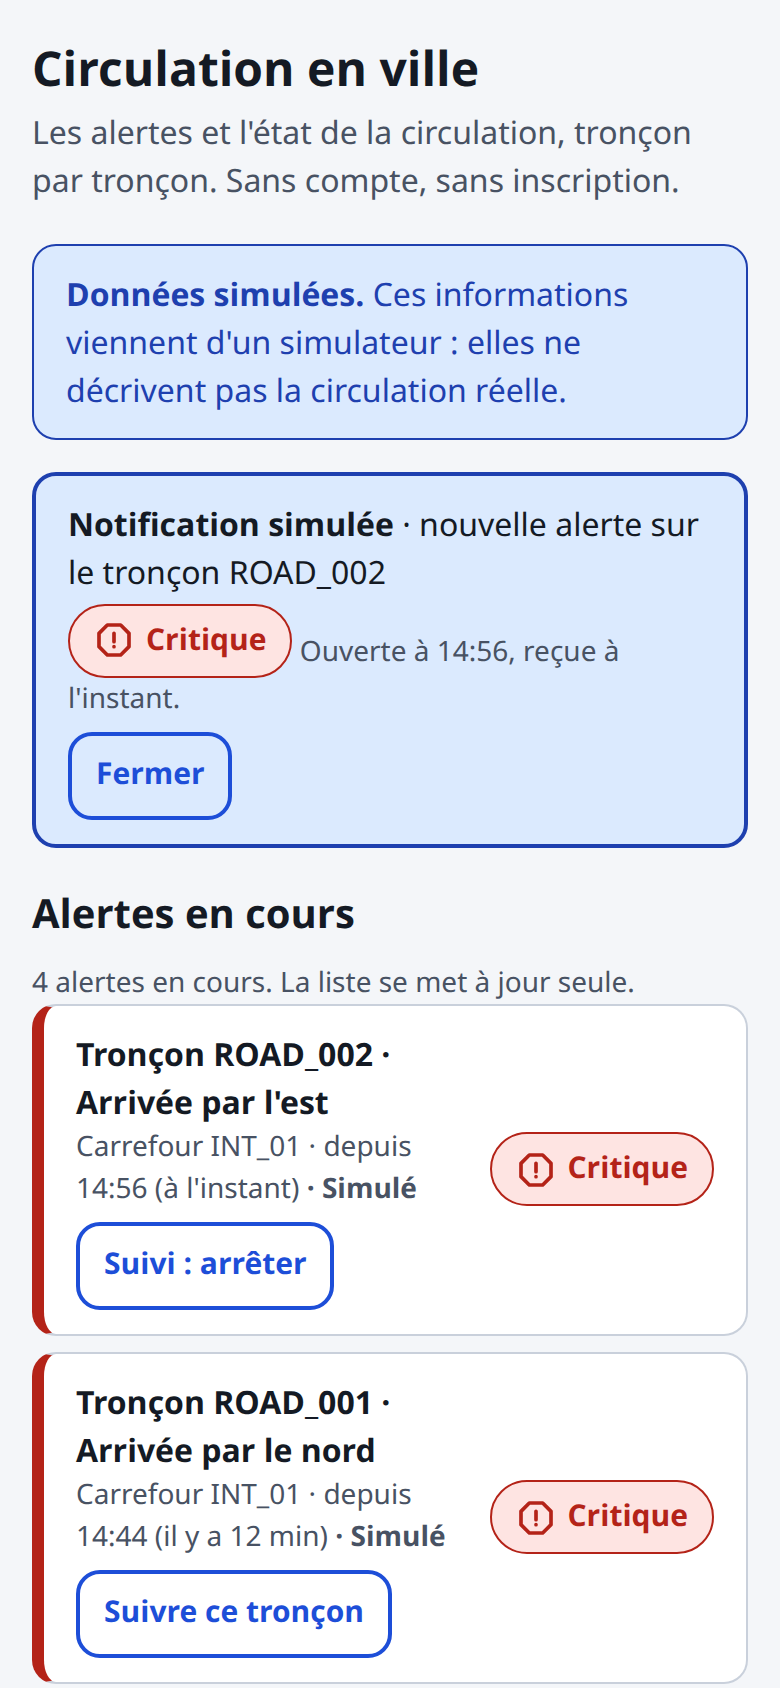 Circulation en ville
Les alertes et l'état de la circulation, tronçon
par tronçon. Sans compte, sans inscription.
Données simulées. Ces informations
viennent d'un simulateur : elles ne
décrivent pas la circulation réelle.
Notification simulée · nouvelle alerte sur
le tronçon ROAD_002
Critique Ouverte à 14:56, reçue à
l'instant.
Fermer
Alertes en cours
4 alertes en cours. La liste se met à jour seule.
Tronçon ROAD_002 ·
Arrivée par l'est
Carrefour INT_01 · depuis
14:56 (à l'instant) · Simulé
Critique
Suivi : arrêter
Tronçon ROAD_001 ·
Arrivée par le nord
Carrefour INT_01 · depuis
14:44 (il y a 12 min) · Simulé
Critique
Suivre ce tronçon